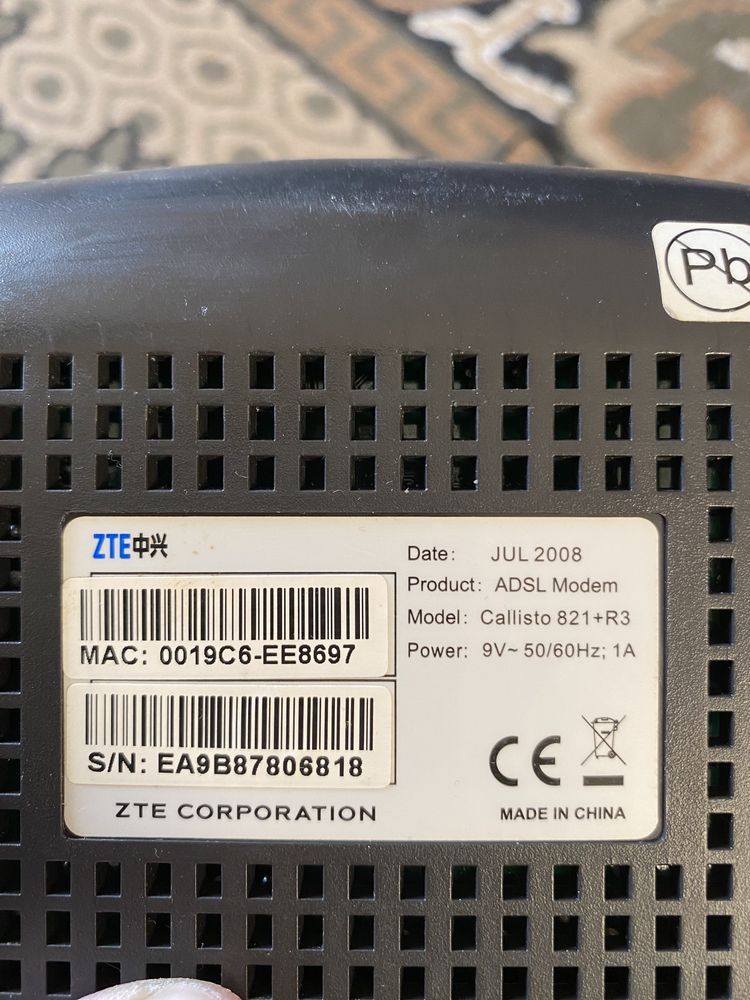 Pb
ZTE中兴
Date: JUL 2008
Product: ADSL Modem
Model: Callisto 821+R3
Power: 9V~ 50/60Hz; 1A
MAC: 0019C6-EE8697
S/N: EA9B87806818
CE
ZTE CORPORATION
MADE IN CHINA